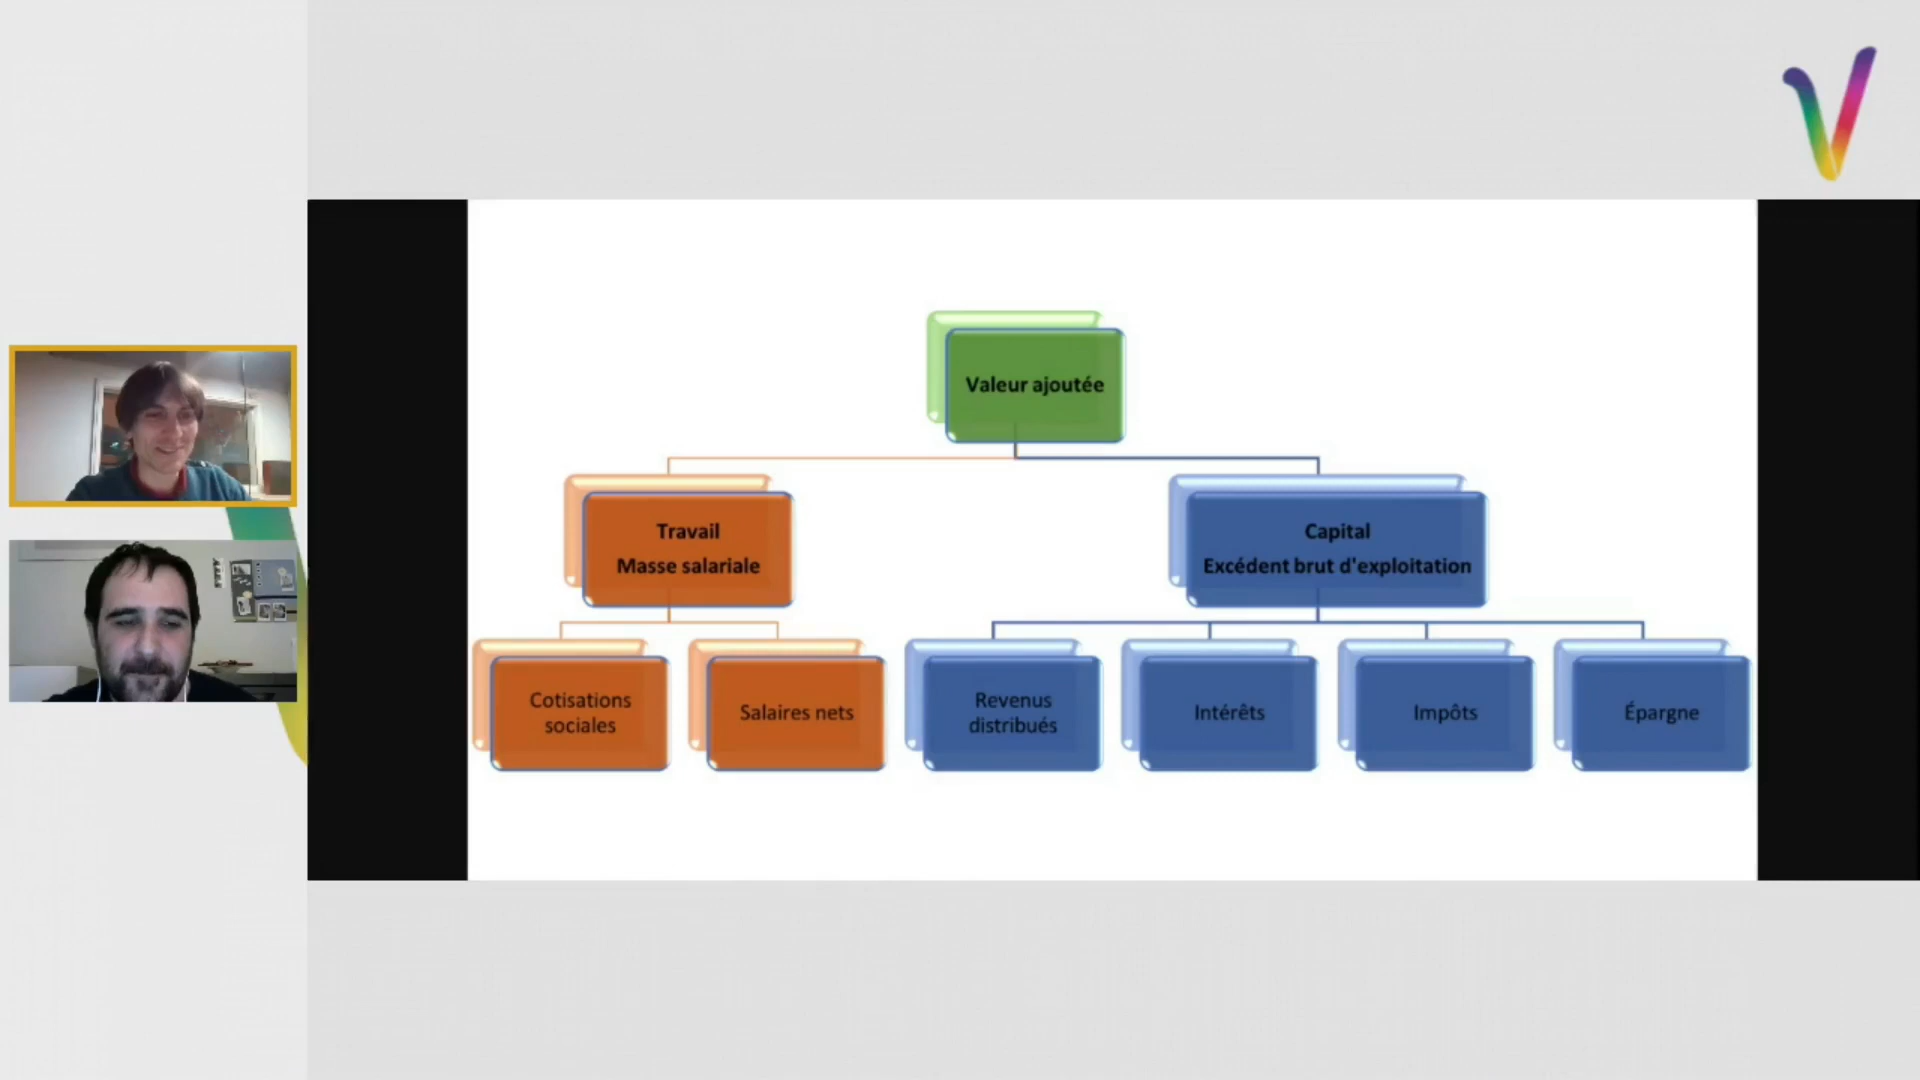 Valeur ajoutée
Travail
Masse salariale
Capital
Excédent brut d'exploitation
Cotisations
sociales
Salaires nets
Revenus
distribués
Intérêts
Impôts
Épargne